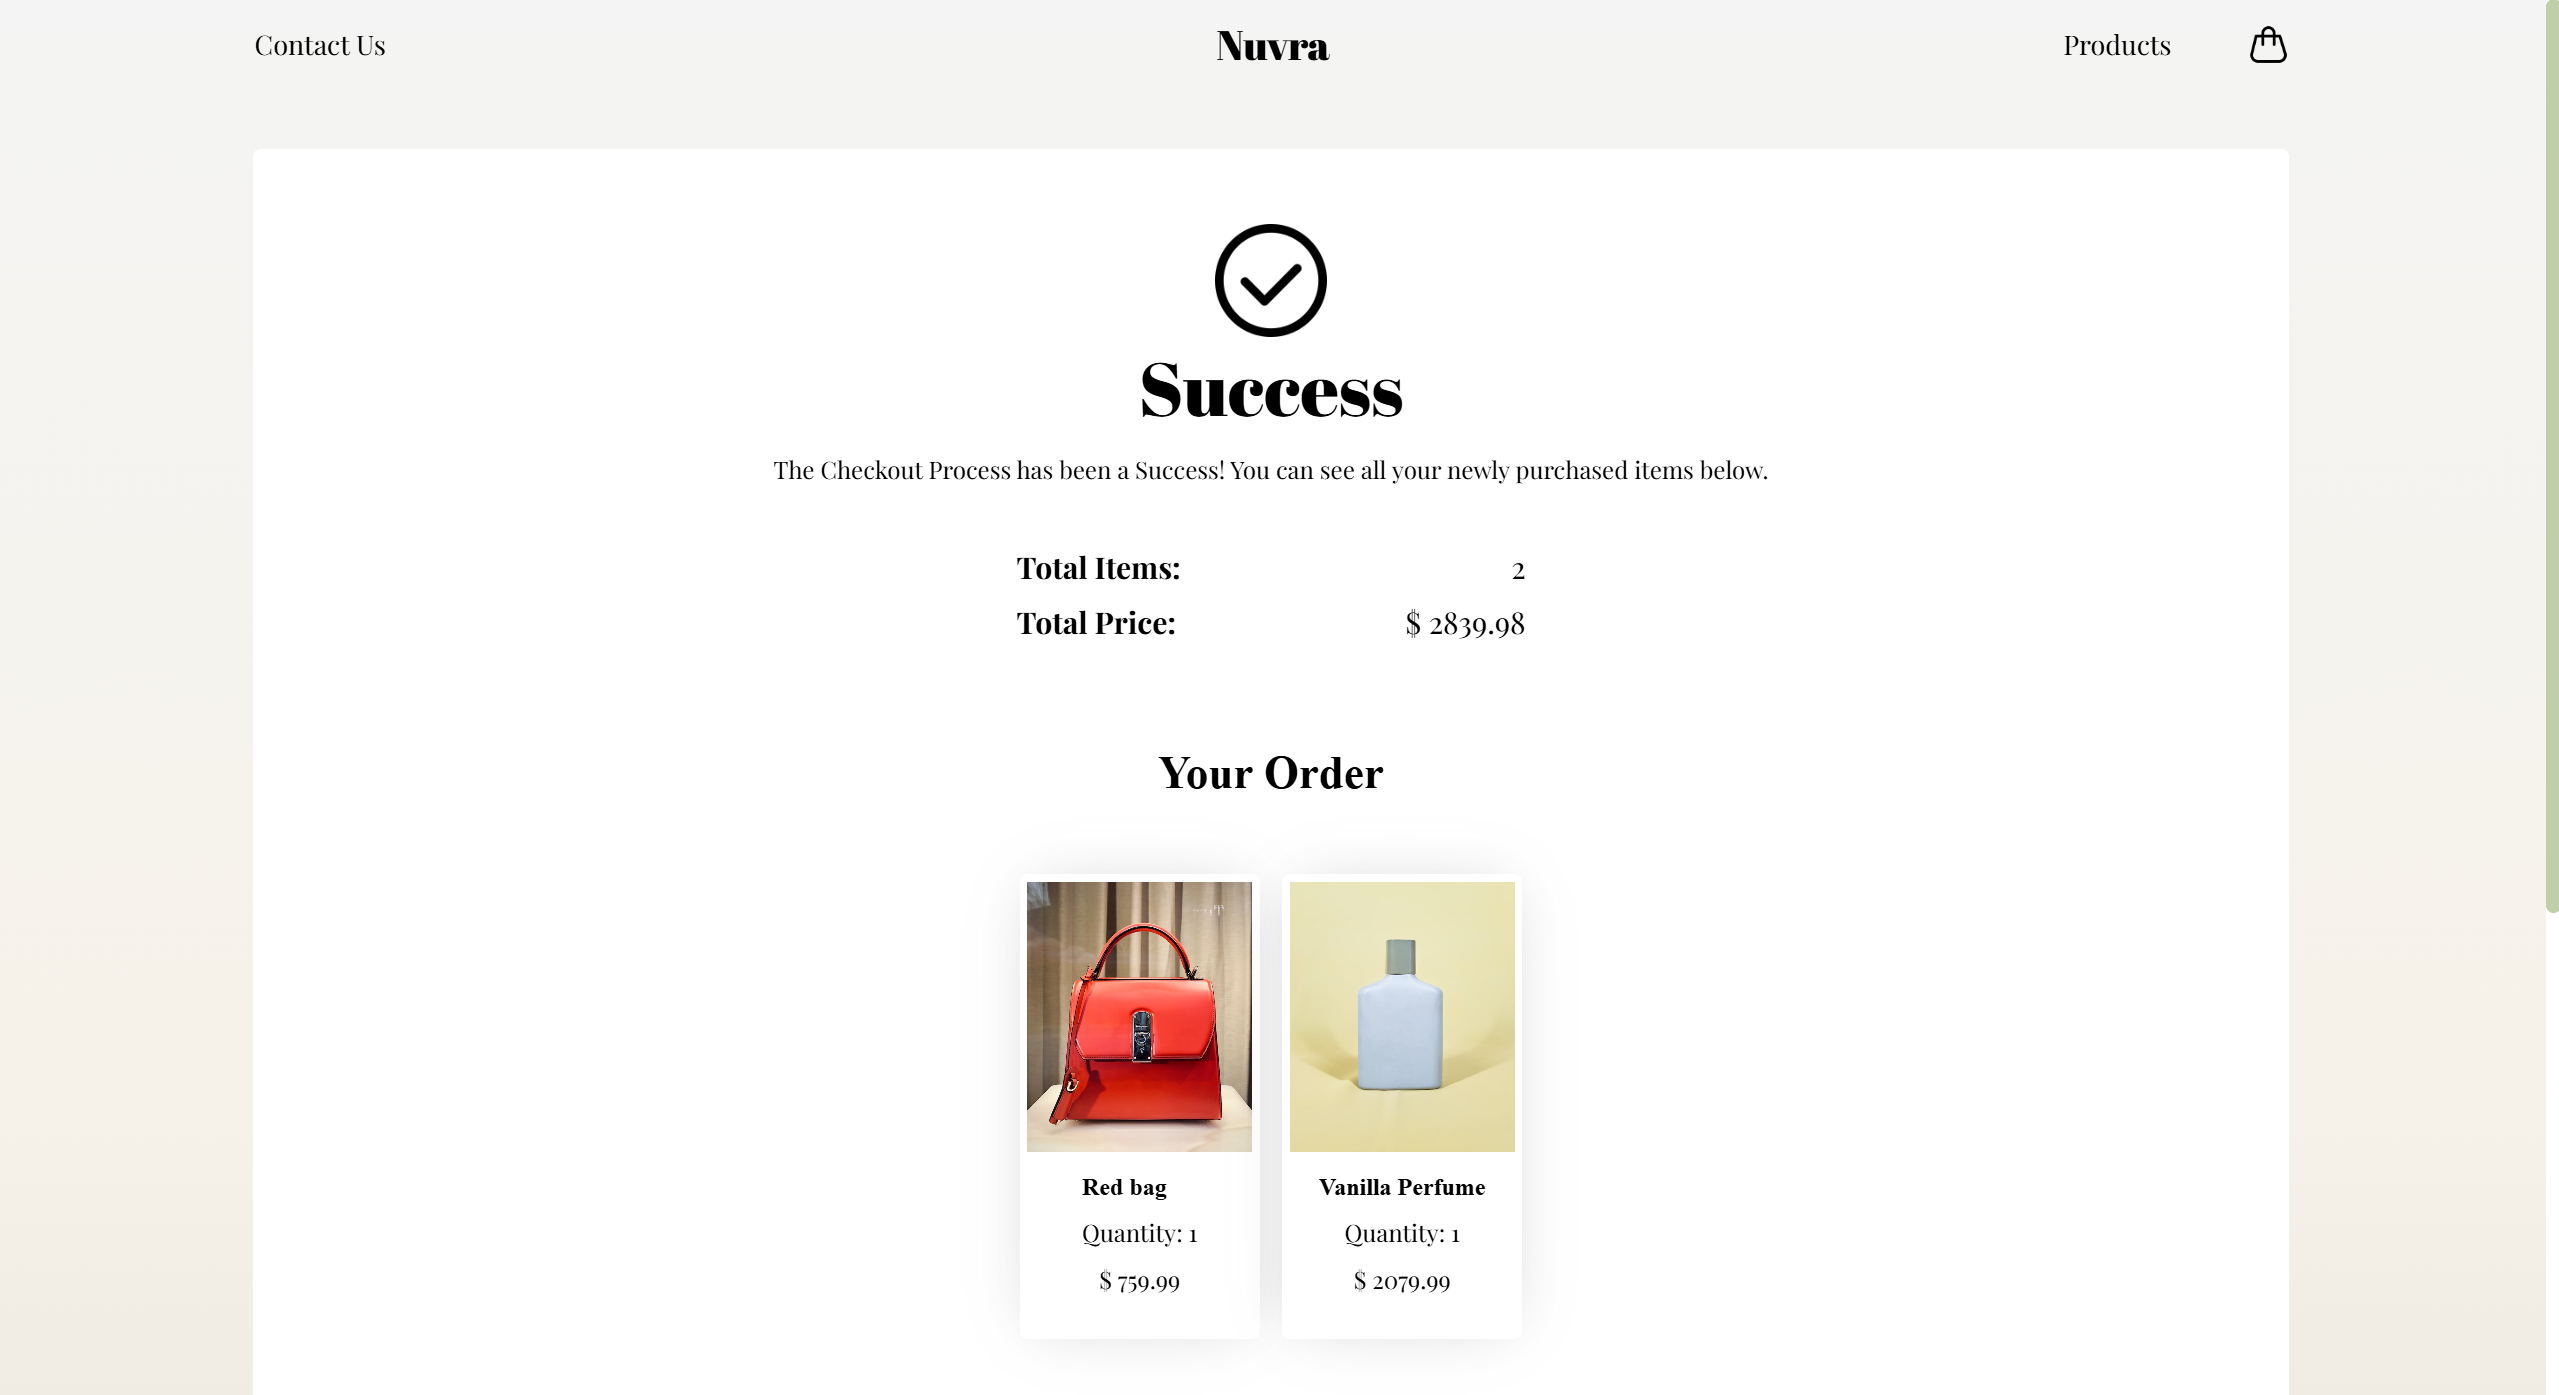 Contact Us
Nuvra
Products
Success
The Checkout Process has been a Success! You can see all your newly purchased items below.
Total Items: 2
Total Price: $ 2839.98
Your Order
Red bag
Quantity: 1
$ 759.99
Vanilla Perfume
Quantity: 1
$ 2079.99